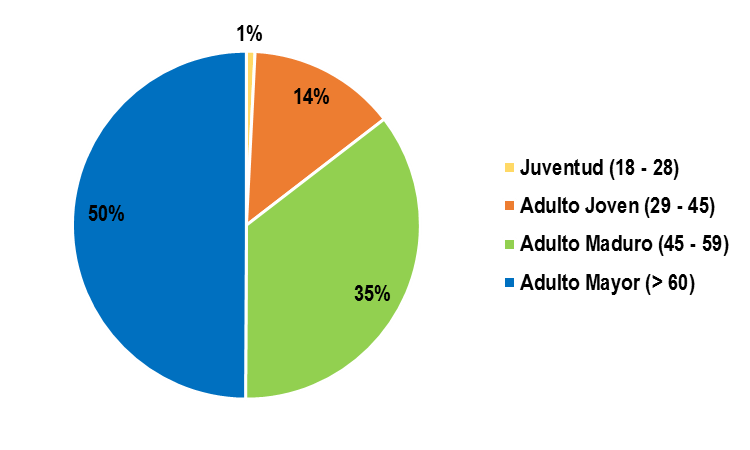 1%
14%
50%
35%
Juventud (18 - 28)
Adulto Joven (29 - 45)
Adulto Maduro (45 - 59)
Adulto Mayor (> 60)